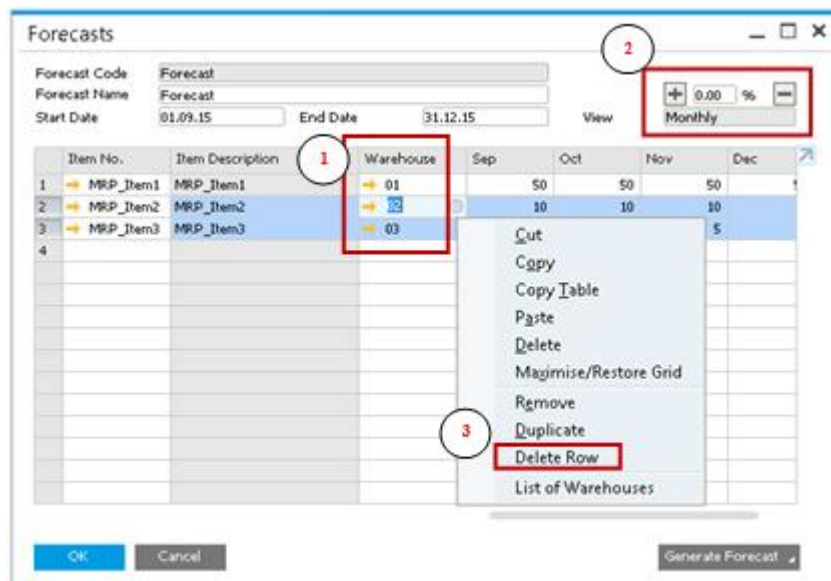 Forecasts
2
Forecast Code Forecast
Forecast Name Forecast + 0.00 % −
Start Date 01.09.15 End Date 31.12.15 View Monthly
1
Item No. Item Description Warehouse Sep Oct Nov Dec
1 MRP_Item1 MRP_Item1 01 50 50 50
2 MRP_Item2 MRP_Item2 02 10 10 10
3 MRP_Item3 MRP_Item3 03 5
4
Cut
Copy
Copy Table
Paste
Delete
Maximise/Restore Grid
Remove
Duplicate
3
Delete Row
List of Warehouses
OK Cancel Generate Forecast